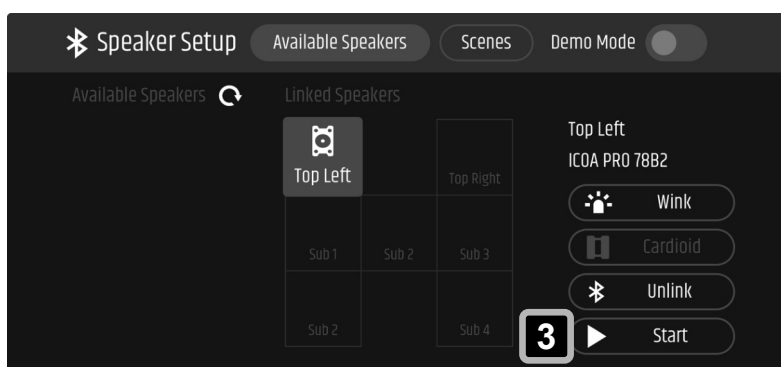 Speaker Setup
Available Speakers
Scenes
Demo Mode
Available Speakers
Linked Speakers
Top Left
Top Right
Sub 1
Sub 2
Sub 3
Sub 2
Sub 4
Top Left
ICOA PRO 78B2
Wink
Cardioid
Unlink
3
Start